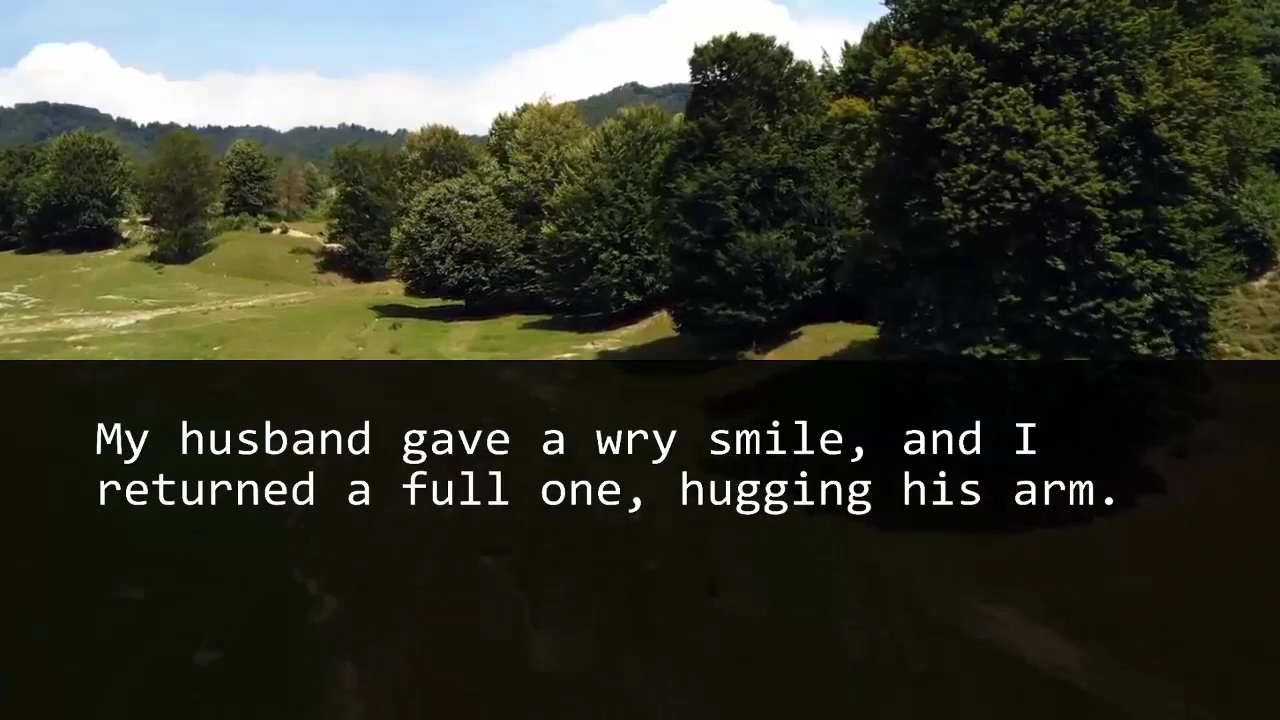 My husband gave a wry smile, and I
returned a full one, hugging his arm.